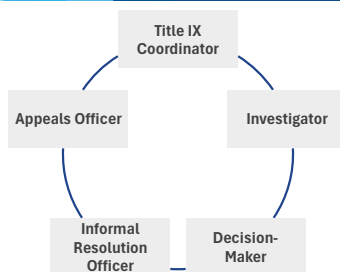 Title IX
Coordinator
Appeals Officer
Investigator
Informal
Resolution
Officer
Decision-
Maker